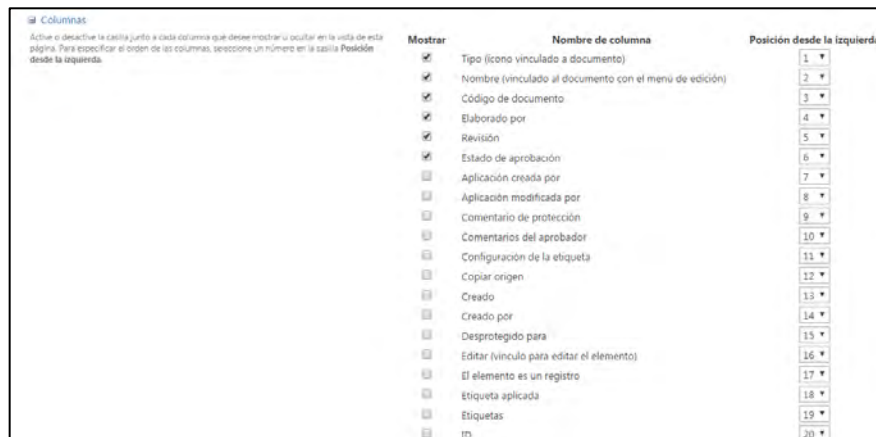 Columnas
Active o desactive la casilla junto a cada columna que desee mostrar u ocultar en la vista de esta
página. Para especificar el orden de las columnas, seleccione un número en la casilla Posición
desde la izquierda.
Mostrar Nombre de columna Posición desde la izquierda
Tipo (icono vinculado a documento) 1
Nombre (vinculado al documento con el menú de edición) 2
Código de documento 3
Elaborado por 4
Revisión 5
Estado de aprobación 6
Aplicación creada por 7
Aplicación modificada por 8
Comentario de protección 9
Comentarios del aprobador 10
Configuración de la etiqueta 11
Copiar origen 12
Creado 13
Creado por 14
Desprotegido para 15
Editar (vínculo para editar el elemento) 16
El elemento es un registro 17
Etiqueta aplicada 18
Etiquetas 19
ID 20